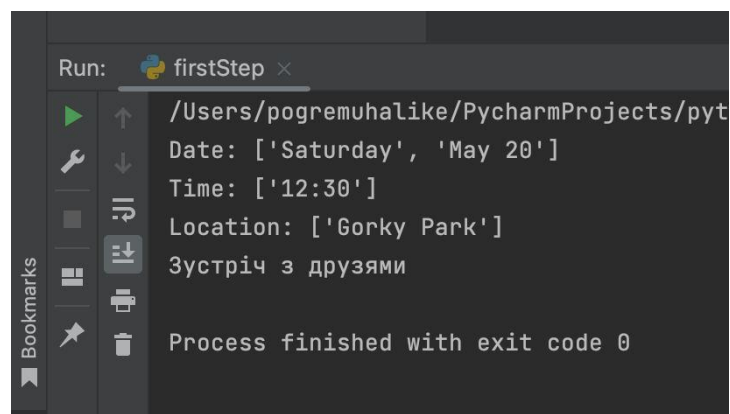 Run: firstStep
/Users/pogremuhalike/PycharmProjects/pyt
Date: ['Saturday', 'May 20']
Time: ['12:30']
Location: ['Gorky Park']
Зустріч з друзями
Process finished with exit code 0
Bookmarks